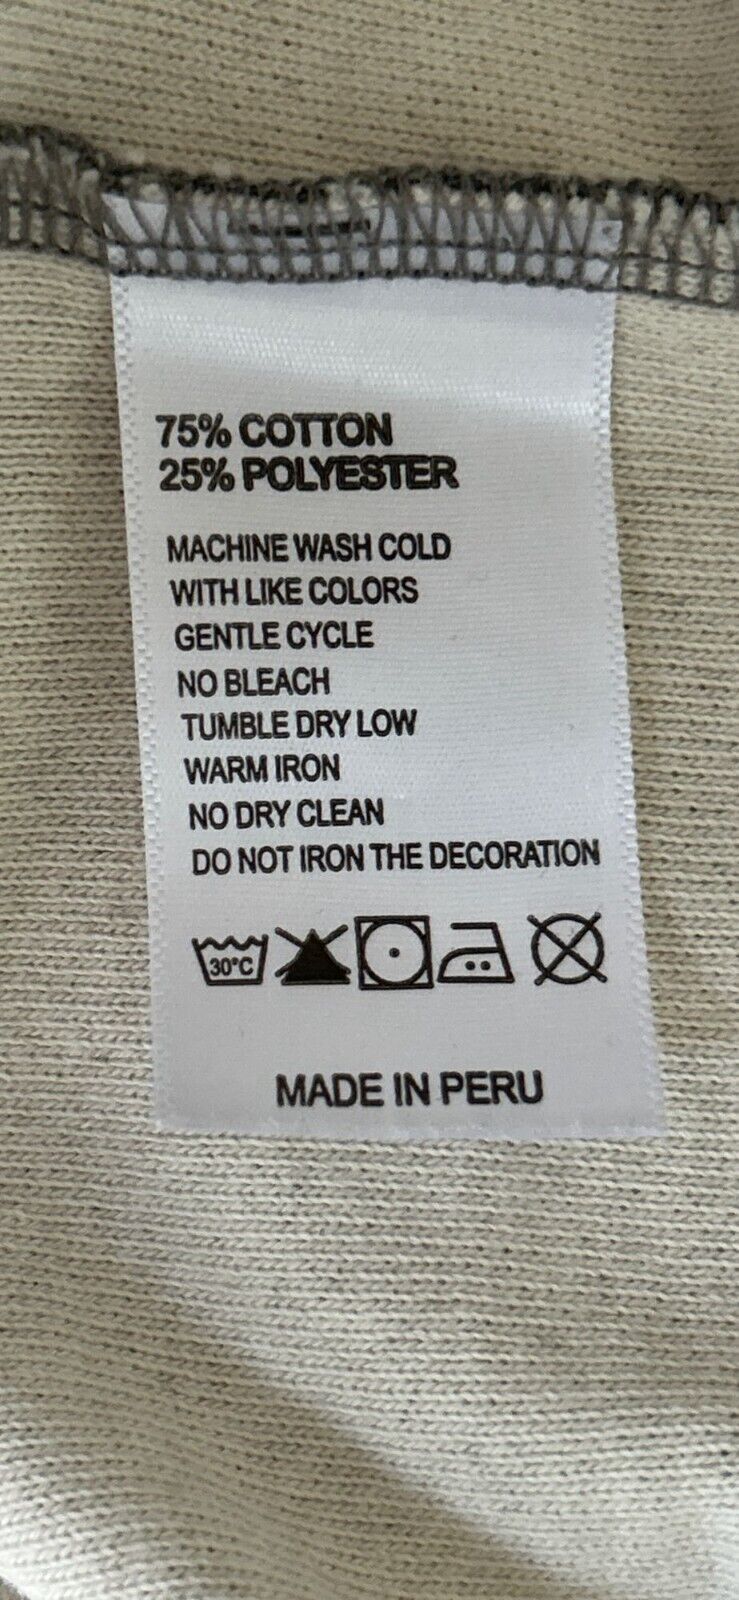 75% COTTON
25% POLYESTER
MACHINE WASH COLD
WITH LIKE COLORS
GENTLE CYCLE
NO BLEACH
TUMBLE DRY LOW
WARM IRON
NO DRY CLEAN
DO NOT IRON THE DECORATION
30°C
MADE IN PERU